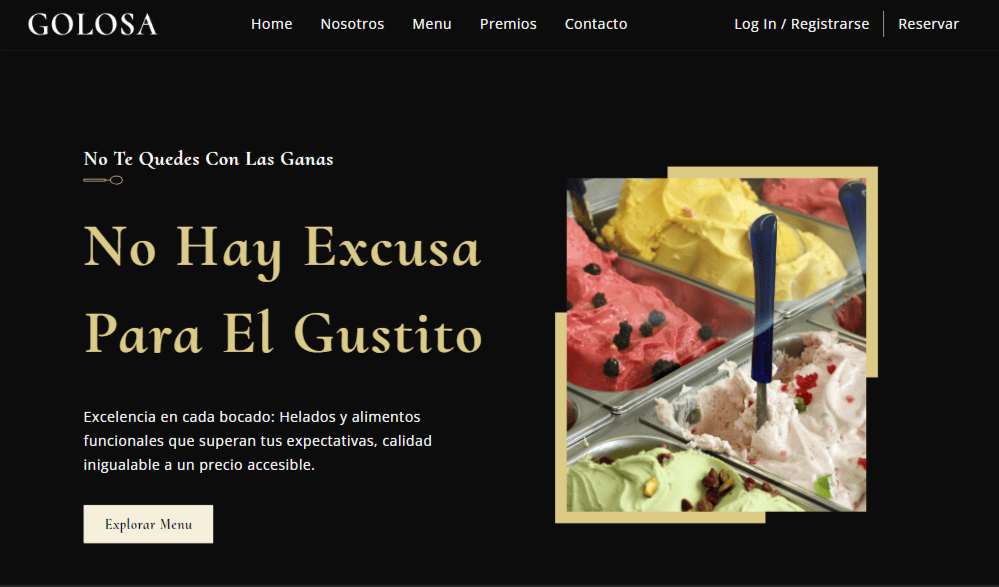 GOLOSA
Home Nosotros Menu Premios Contacto Log In / Registrarse Reservar
No Te Quedes Con Las Ganas
No Hay Excusa
Para El Gustito
Excelencia en cada bocado: Helados y alimentos
funcionales que superan tus expectativas, calidad
inigualable a un precio accesible.
Explorar Menu